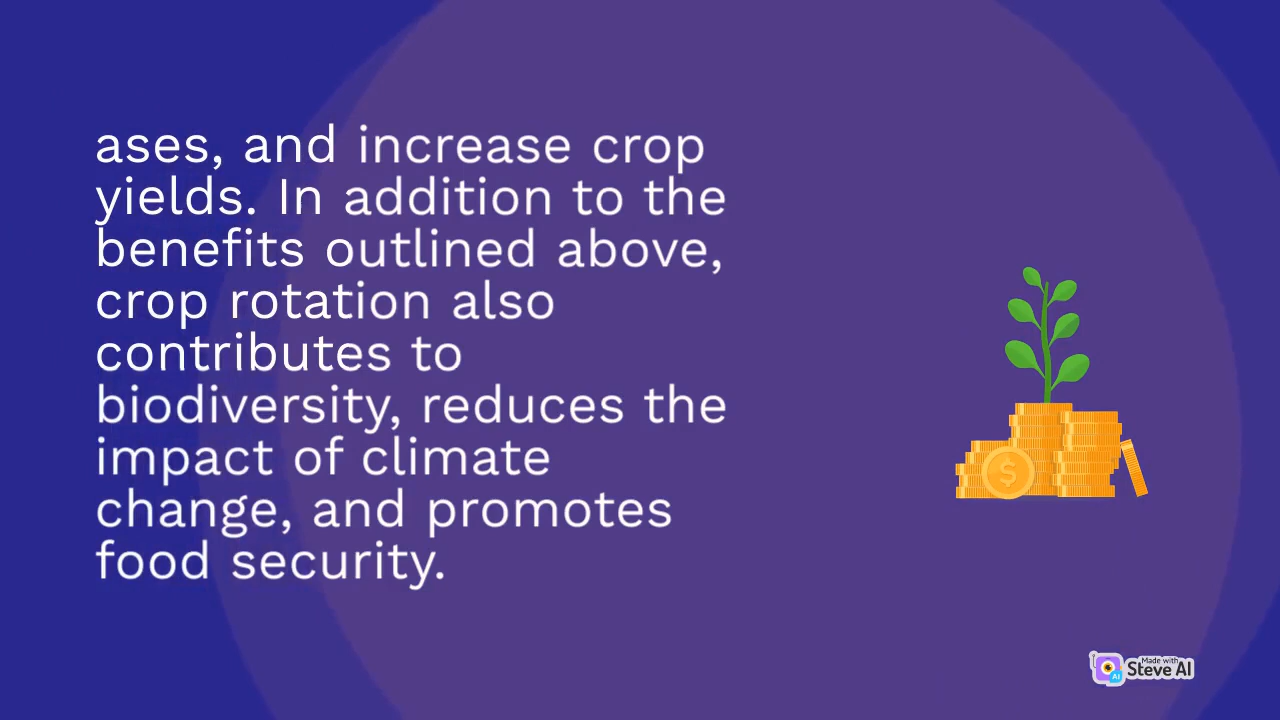 ases, and increase crop
yields. In addition to the
benefits outlined above,
crop rotation also
contributes to
biodiversity, reduces the
impact of climate
change, and promotes
food security.
$
Made with
Steve AI
AI